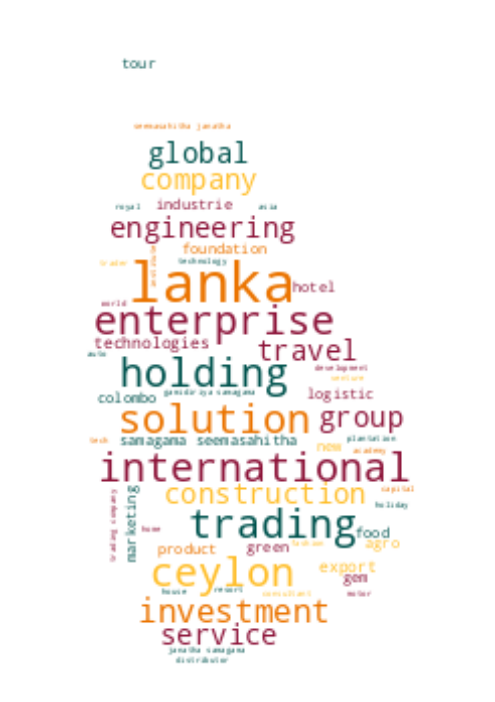 tour
seemasahitha janatha
global
company
royal industrie asia
engineering
foundation
trader technology
lanka hotel
world
enterprise
technologies travel
auto development
holding venture
gamidiriya samagama
colombo logistic
solution group
tech samagama seemasahitha plantation
new academy
international
construction capital
trading company marketing holiday
trading
home food
product green fashion agro
ceylon export
gem
house resort consultant motor
investment
service
janatha samagama
distributor